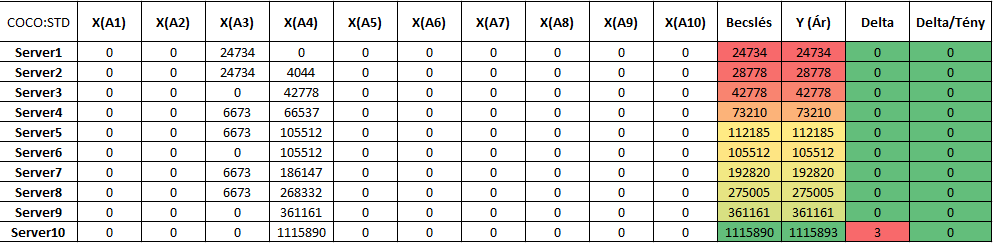 COCO:STD X(A1) X(A2) X(A3) X(A4) X(A5) X(A6) X(A7) X(A8) X(A9) X(A10) Becslés Y (Ár) Delta Delta/Tény
Server1 0 0 24734 0 0 0 0 0 0 0 24734 24734 0 0
Server2 0 0 24734 4044 0 0 0 0 0 0 28778 28778 0 0
Server3 0 0 0 42778 0 0 0 0 0 0 42778 42778 0 0
Server4 0 0 6673 66537 0 0 0 0 0 0 73210 73210 0 0
Server5 0 0 6673 105512 0 0 0 0 0 0 112185 112185 0 0
Server6 0 0 0 105512 0 0 0 0 0 0 105512 105512 0 0
Server7 0 0 6673 186147 0 0 0 0 0 0 192820 192820 0 0
Server8 0 0 6673 268332 0 0 0 0 0 0 275005 275005 0 0
Server9 0 0 0 361161 0 0 0 0 0 0 361161 361161 0 0
Server10 0 0 0 1115890 0 0 0 0 0 0 1115890 1115893 3 0